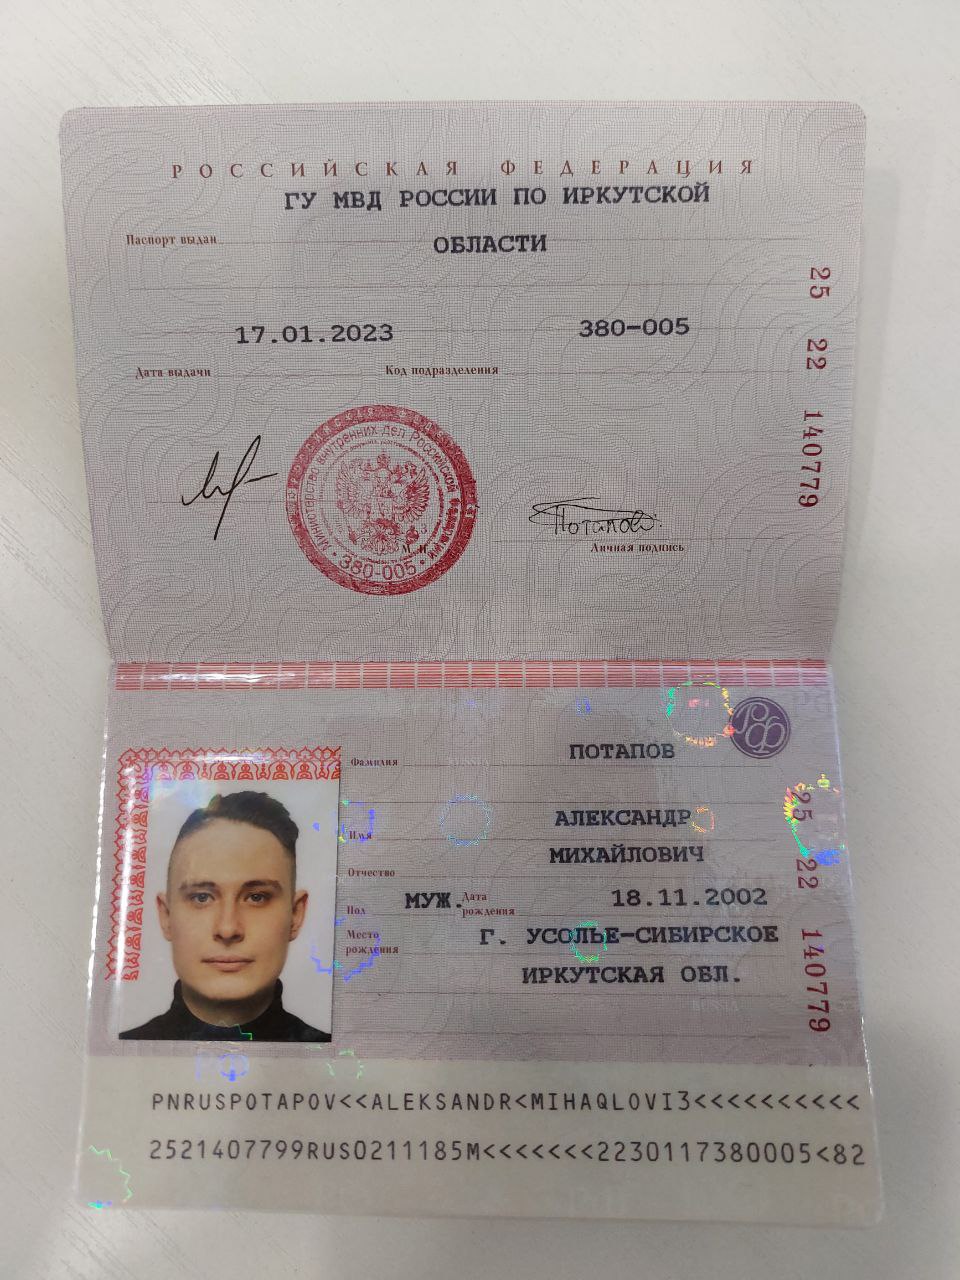 РОССИЙСКАЯ ФЕДЕРАЦИЯ
ГУ МВД РОССИИ ПО ИРКУТСКОЙ
Паспорт выдан
ОБЛАСТИ
17.01.2023 380-005
Дата выдачи Код подразделения
25 22 140779
Министерство внутренних дел Российской
380-005
М.П.
Потапов
Личная подпись
РФ
Фамилия ПОТАПОВ
Имя АЛЕКСАНДР
МИХАЙЛОВИЧ
Отчество
Пол МУЖ. Дата рождения 18.11.2002
Место рождения Г. УСОЛЬЕ-СИБИРСКОЕ
ИРКУТСКАЯ ОБЛ.
25 22 140779
PNRUSPOTAPOV<<ALEKSANDR<MIHAQLOVI3<<<<<<<<<<
2521407799RUS0211185M<<<<<<<2230117380005<82